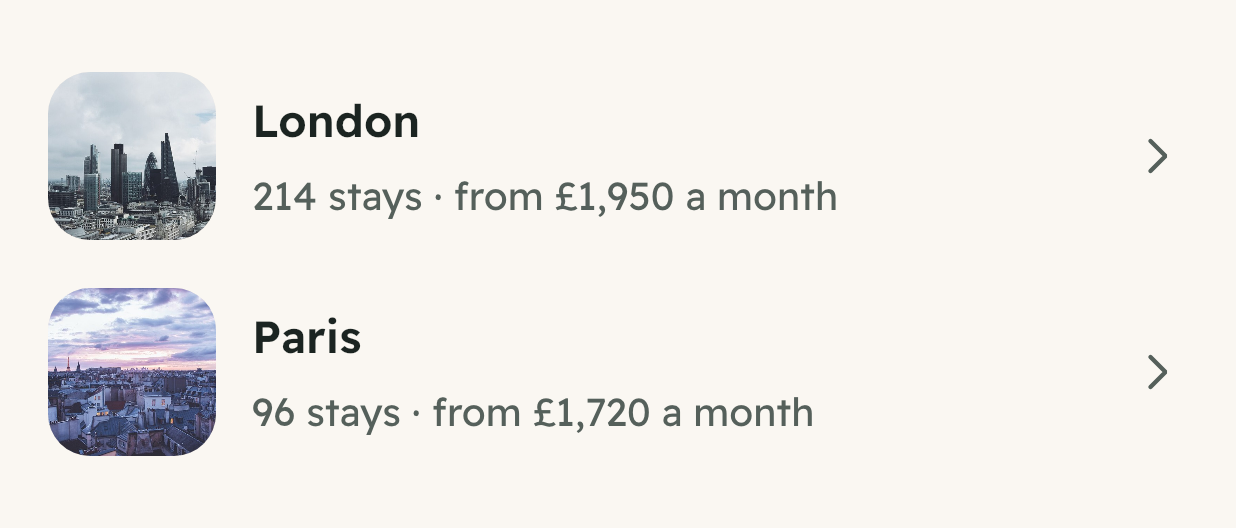 London
214 stays · from £1,950 a month
Paris
96 stays · from £1,720 a month